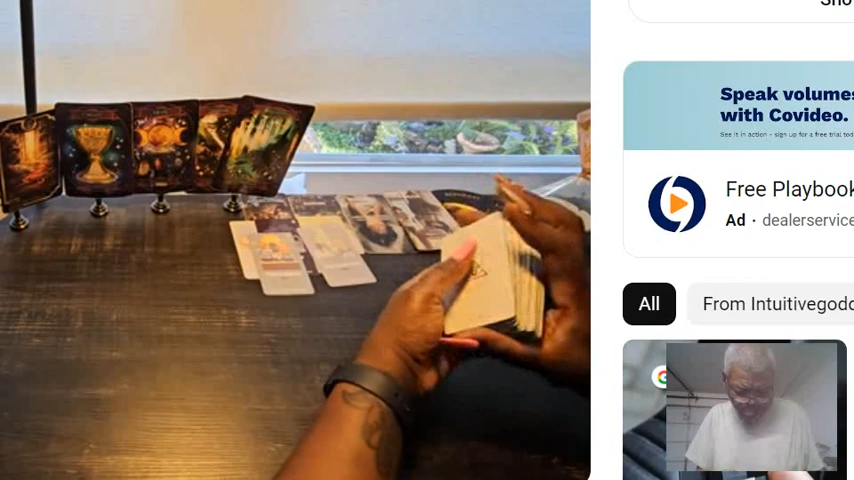 Sho
Speak volumes
with Covideo.
See it in action - sign up for a free trial tod
Free Playbook
Ad · dealerservice
All
From Intuitivegodd